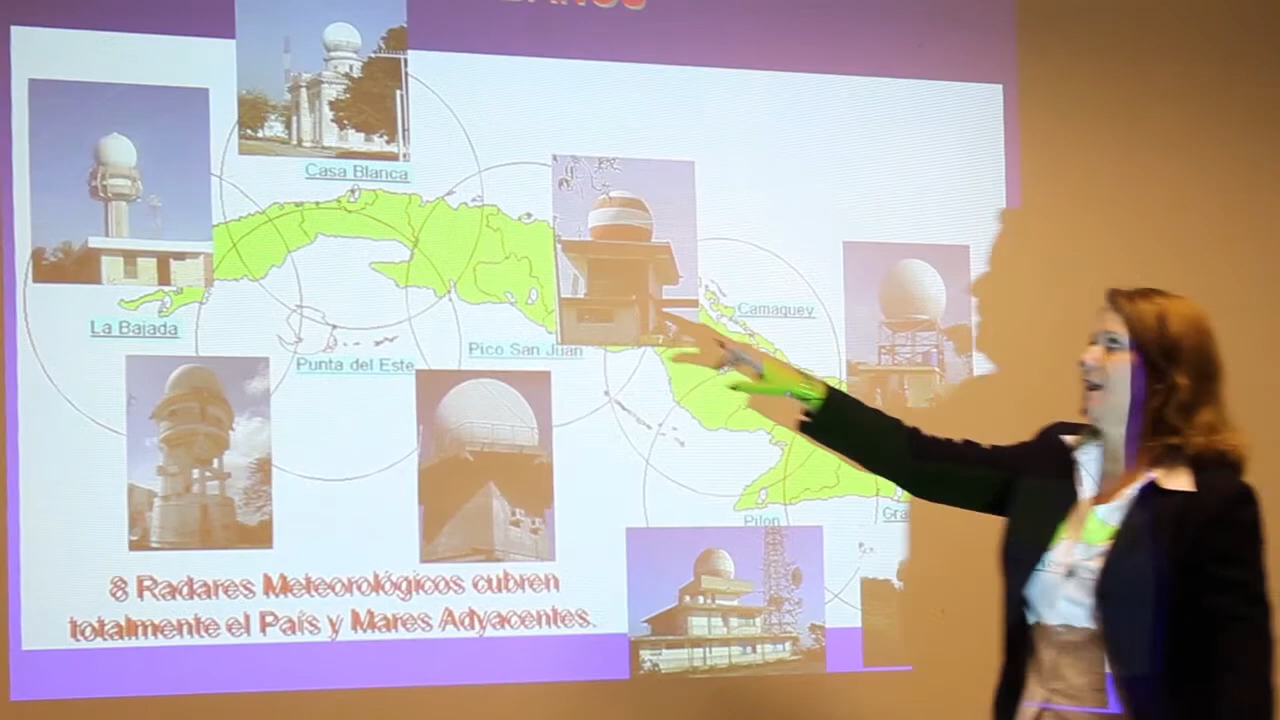 Casa Blanca
La Bajada
Punta del Este
Pico San Juan
Camaguey
Pilon
8 Radares Meteorológicos cubren
totalmente el País y Mares Adyacentes.